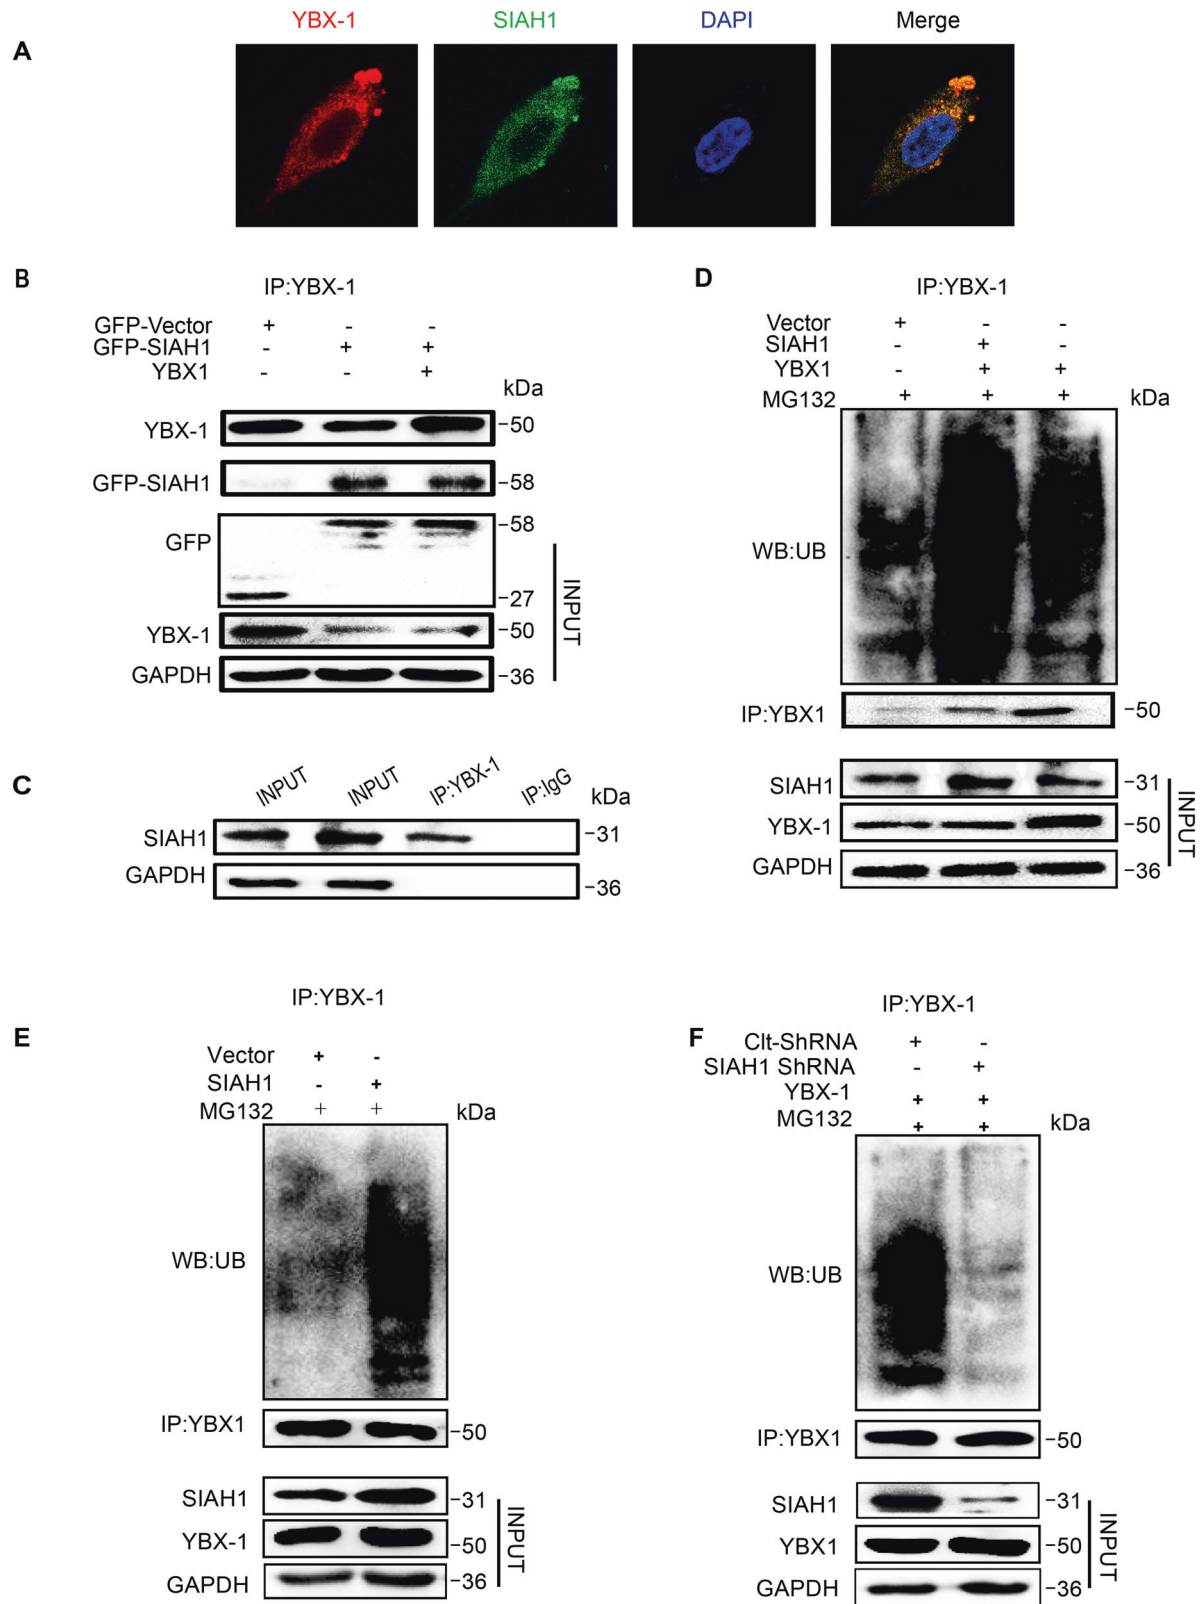 YBX-1 SIAH1 DAPI Merge
A
B
IP:YBX-1
GFP-Vector + - -
GFP-SIAH1 - + +
YBX1 - - +
kDa
YBX-1 -50
GFP-SIAH1 -58
GFP -58
-27
YBX-1 -50
GAPDH -36
INPUT
C
INPUT INPUT IP:YBX-1 IP:IgG kDa
SIAH1 -31
GAPDH -36
D
IP:YBX-1
Vector + - -
SIAH1 - + -
YBX1 - + +
MG132 + + + kDa
WB:UB
IP:YBX1 -50
SIAH1 -31
YBX-1 -50
GAPDH -36
INPUT
E
IP:YBX-1
Vector + -
SIAH1 - +
MG132 + + kDa
WB:UB
IP:YBX1 -50
SIAH1 -31
YBX-1 -50
GAPDH -36
INPUT
F
IP:YBX-1
Clt-ShRNA + -
SIAH1 ShRNA - +
YBX-1 + +
MG132 + + kDa
WB:UB
IP:YBX1 -50
SIAH1 -31
YBX1 -50
GAPDH -36
INPUT